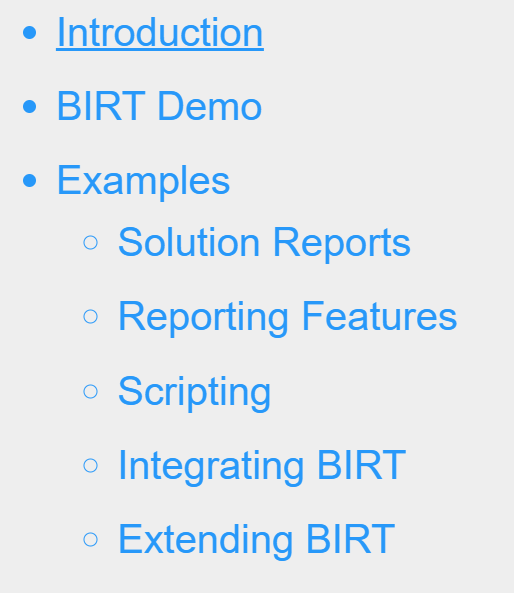 Introduction
BIRT Demo
Examples
Solution Reports
Reporting Features
Scripting
Integrating BIRT
Extending BIRT